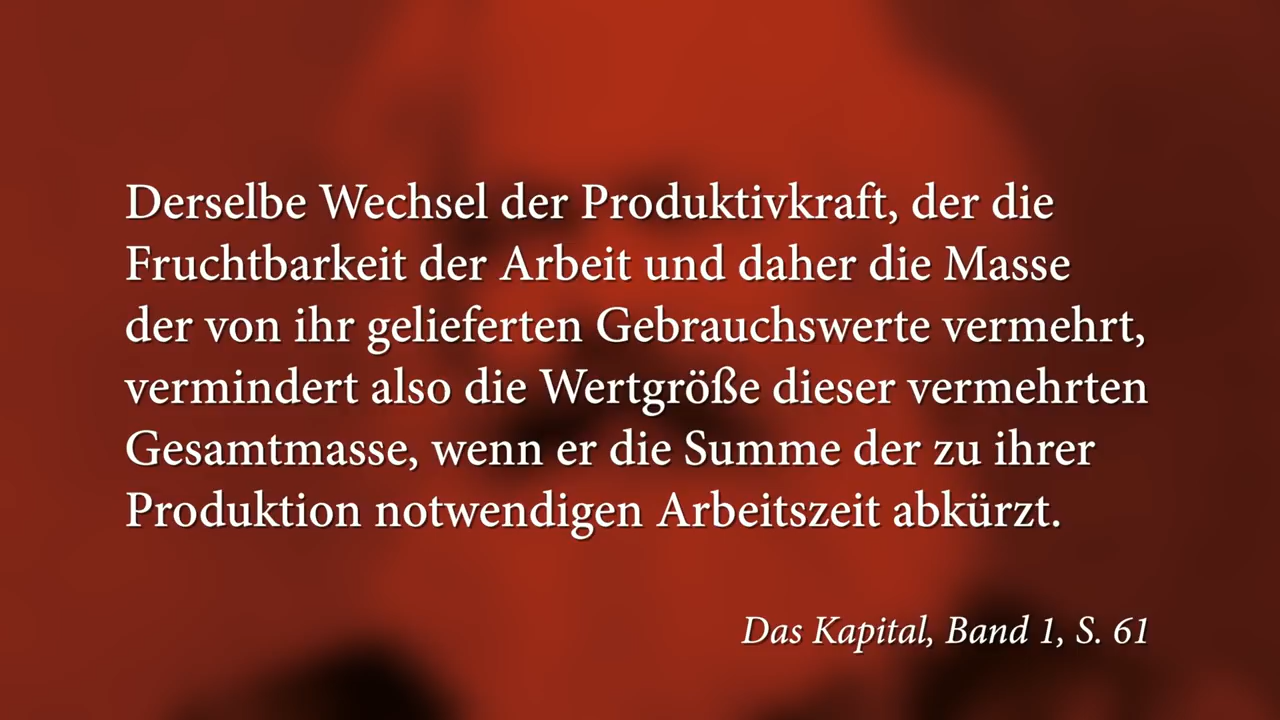 Derselbe Wechsel der Produktivkraft, der die
Fruchtbarkeit der Arbeit und daher die Masse
der von ihr gelieferten Gebrauchswerte vermehrt,
vermindert also die Wertgröße dieser vermehrten
Gesamtmasse, wenn er die Summe der zu ihrer
Produktion notwendigen Arbeitszeit abkürzt.
Das Kapital, Band 1, S. 61